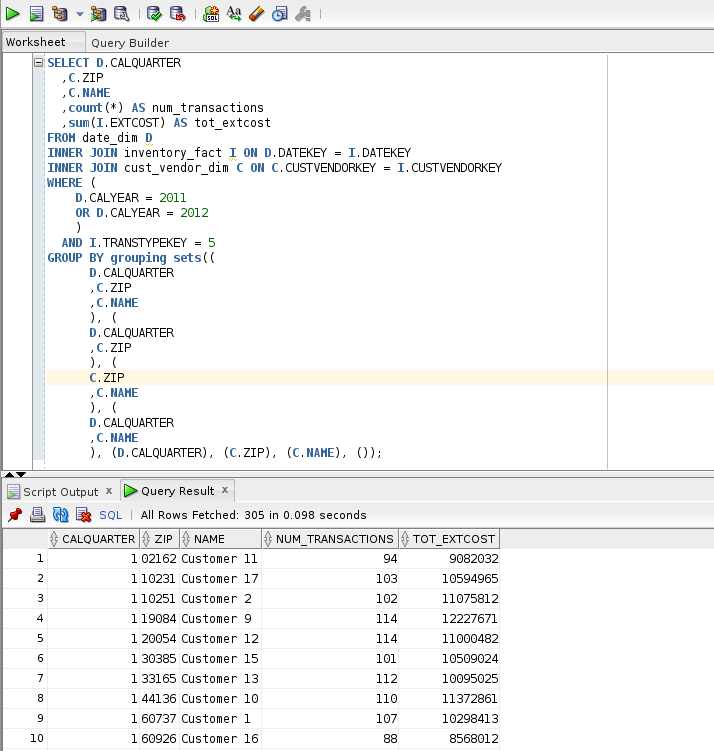 SQL Aa
Worksheet Query Builder
SELECT D.CALQUARTER
,C.ZIP
,C.NAME
,count(*) AS num_transactions
,sum(I.EXTCOST) AS tot_extcost
FROM date_dim D
INNER JOIN inventory_fact I ON D.DATEKEY = I.DATEKEY
INNER JOIN cust_vendor_dim C ON C.CUSTVENDORKEY = I.CUSTVENDORKEY
WHERE (
D.CALYEAR = 2011
OR D.CALYEAR = 2012
)
AND I.TRANSTYPEKEY = 5
GROUP BY grouping sets((
D.CALQUARTER
,C.ZIP
,C.NAME
), (
D.CALQUARTER
,C.ZIP
), (
C.ZIP
,C.NAME
), (
D.CALQUARTER
,C.NAME
), (D.CALQUARTER), (C.ZIP), (C.NAME), ());
Script Output x Query Result x
SQL | All Rows Fetched: 305 in 0.098 seconds
CALQUARTER ZIP NAME NUM_TRANSACTIONS TOT_EXTCOST
1 1 02162 Customer 11 94 9082032
2 1 10231 Customer 17 103 10594965
3 1 10251 Customer 2 102 11075812
4 1 19084 Customer 9 114 12227671
5 1 20054 Customer 12 114 11000482
6 1 30385 Customer 15 101 10509024
7 1 33165 Customer 13 112 10095025
8 1 44136 Customer 10 110 11372861
9 1 60737 Customer 1 107 10298413
10 1 60926 Customer 16 88 8568012